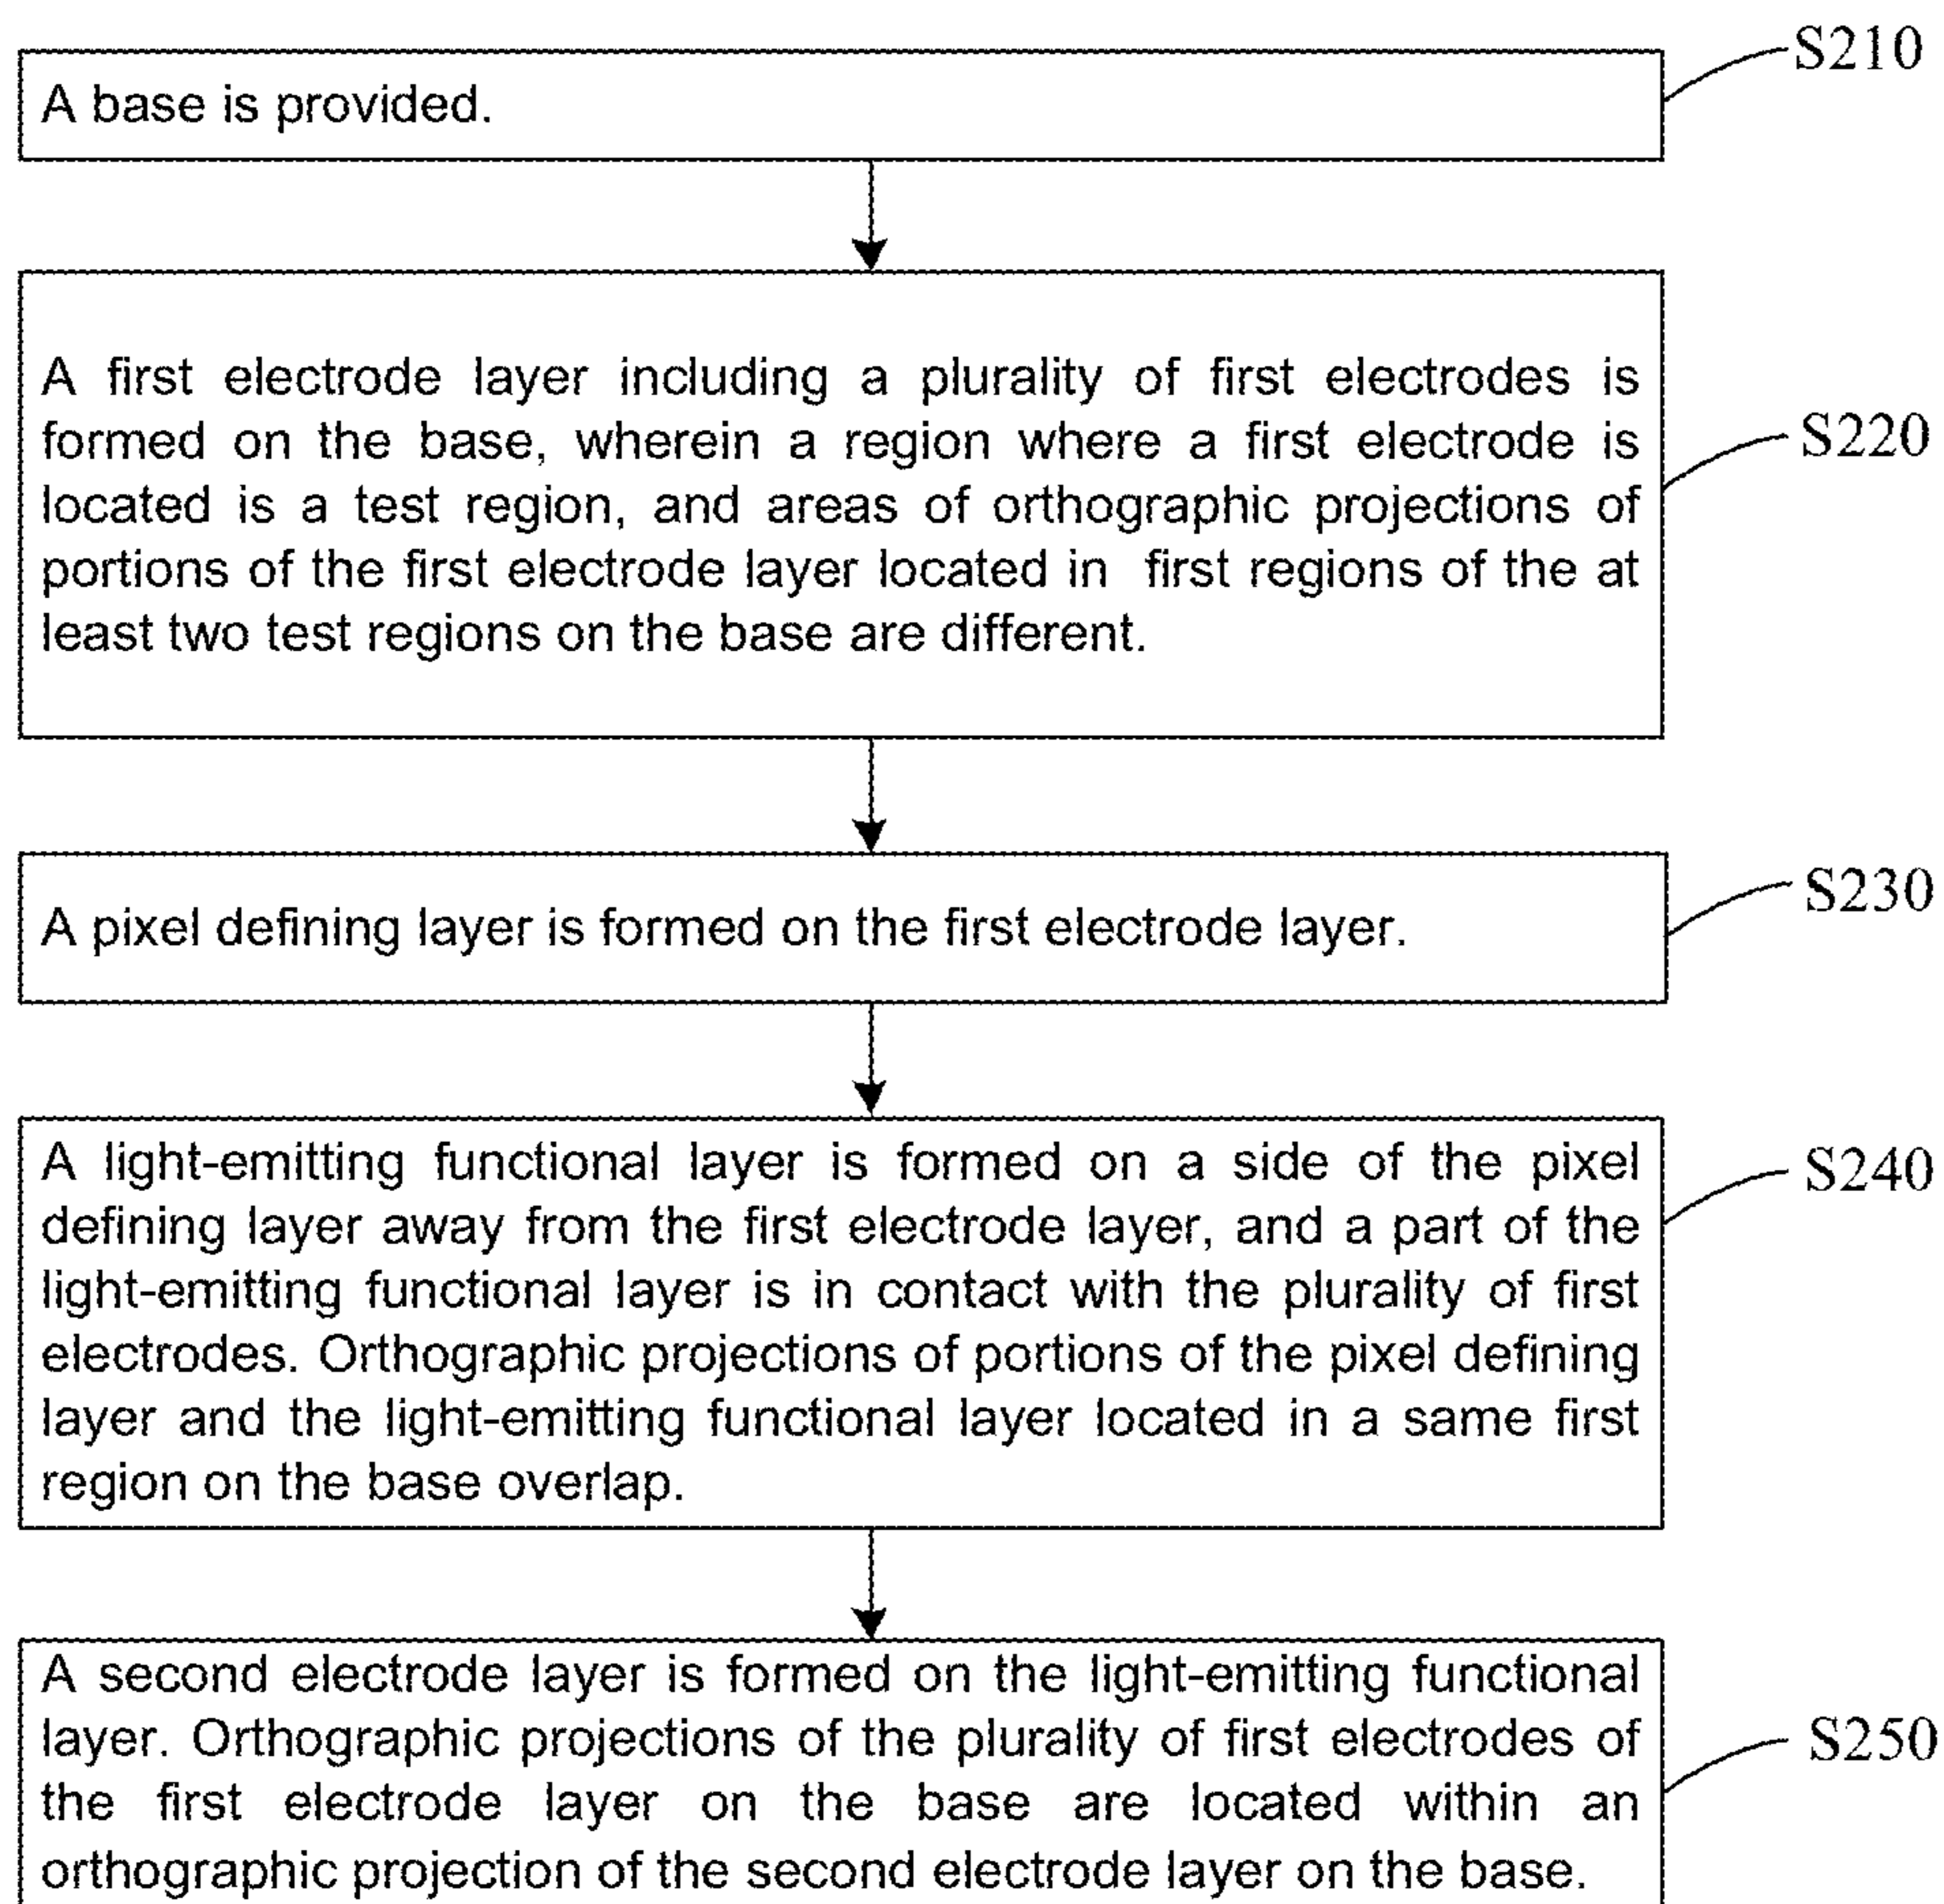 S210
A base is provided.
A first electrode layer including a plurality of first electrodes is
formed on the base, wherein a region where a first electrode is
located is a test region, and areas of orthographic projections of
portions of the first electrode layer located in first regions of the at
least two test regions on the base are different.
S220
A pixel defining layer is formed on the first electrode layer.
S230
A light-emitting functional layer is formed on a side of the pixel
defining layer away from the first electrode layer, and a part of the
light-emitting functional layer is in contact with the plurality of first
electrodes. Orthographic projections of portions of the pixel defining
layer and the light-emitting functional layer located in a same first
region on the base overlap.
S240
A second electrode layer is formed on the light-emitting functional
layer. Orthographic projections of the plurality of first electrodes of
the first electrode layer on the base are located within an
orthographic projection of the second electrode layer on the base.
S250